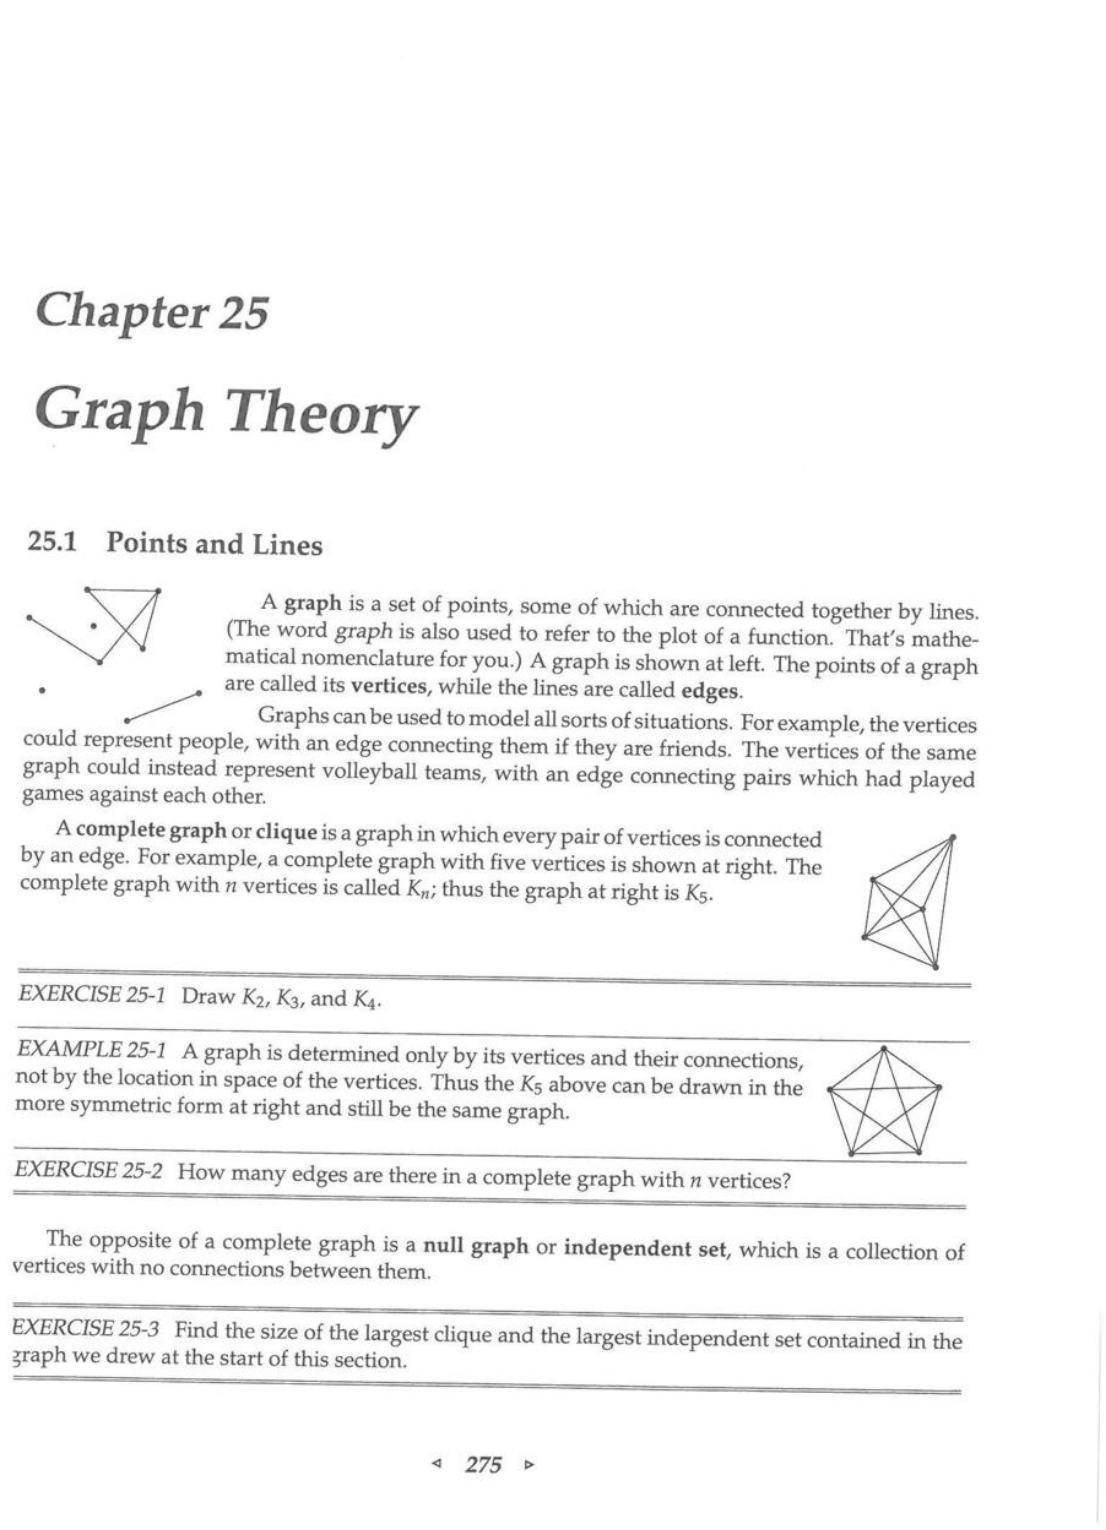 Chapter 25
Graph Theory
25.1 Points and Lines
A graph is a set of points, some of which are connected together by lines.
(The word graph is also used to refer to the plot of a function. That's mathe-
matical nomenclature for you.) A graph is shown at left. The points of a graph
are called its vertices, while the lines are called edges.
Graphs can be used to model all sorts of situations. For example, the vertices
could represent people, with an edge connecting them if they are friends. The vertices of the same
graph could instead represent volleyball teams, with an edge connecting pairs which had played
games against each other.
A complete graph or clique is a graph in which every pair of vertices is connected
by an edge. For example, a complete graph with five vertices is shown at right. The
complete graph with n vertices is called Kₙ; thus the graph at right is K₅.
EXERCISE 25-1 Draw K₂, K₃, and K₄.
EXAMPLE 25-1 A graph is determined only by its vertices and their connections,
not by the location in space of the vertices. Thus the K₅ above can be drawn in the
more symmetric form at right and still be the same graph.
EXERCISE 25-2 How many edges are there in a complete graph with n vertices?
The opposite of a complete graph is a null graph or independent set, which is a collection of
vertices with no connections between them.
EXERCISE 25-3 Find the size of the largest clique and the largest independent set contained in the
graph we drew at the start of this section.
◃ 275 ▹